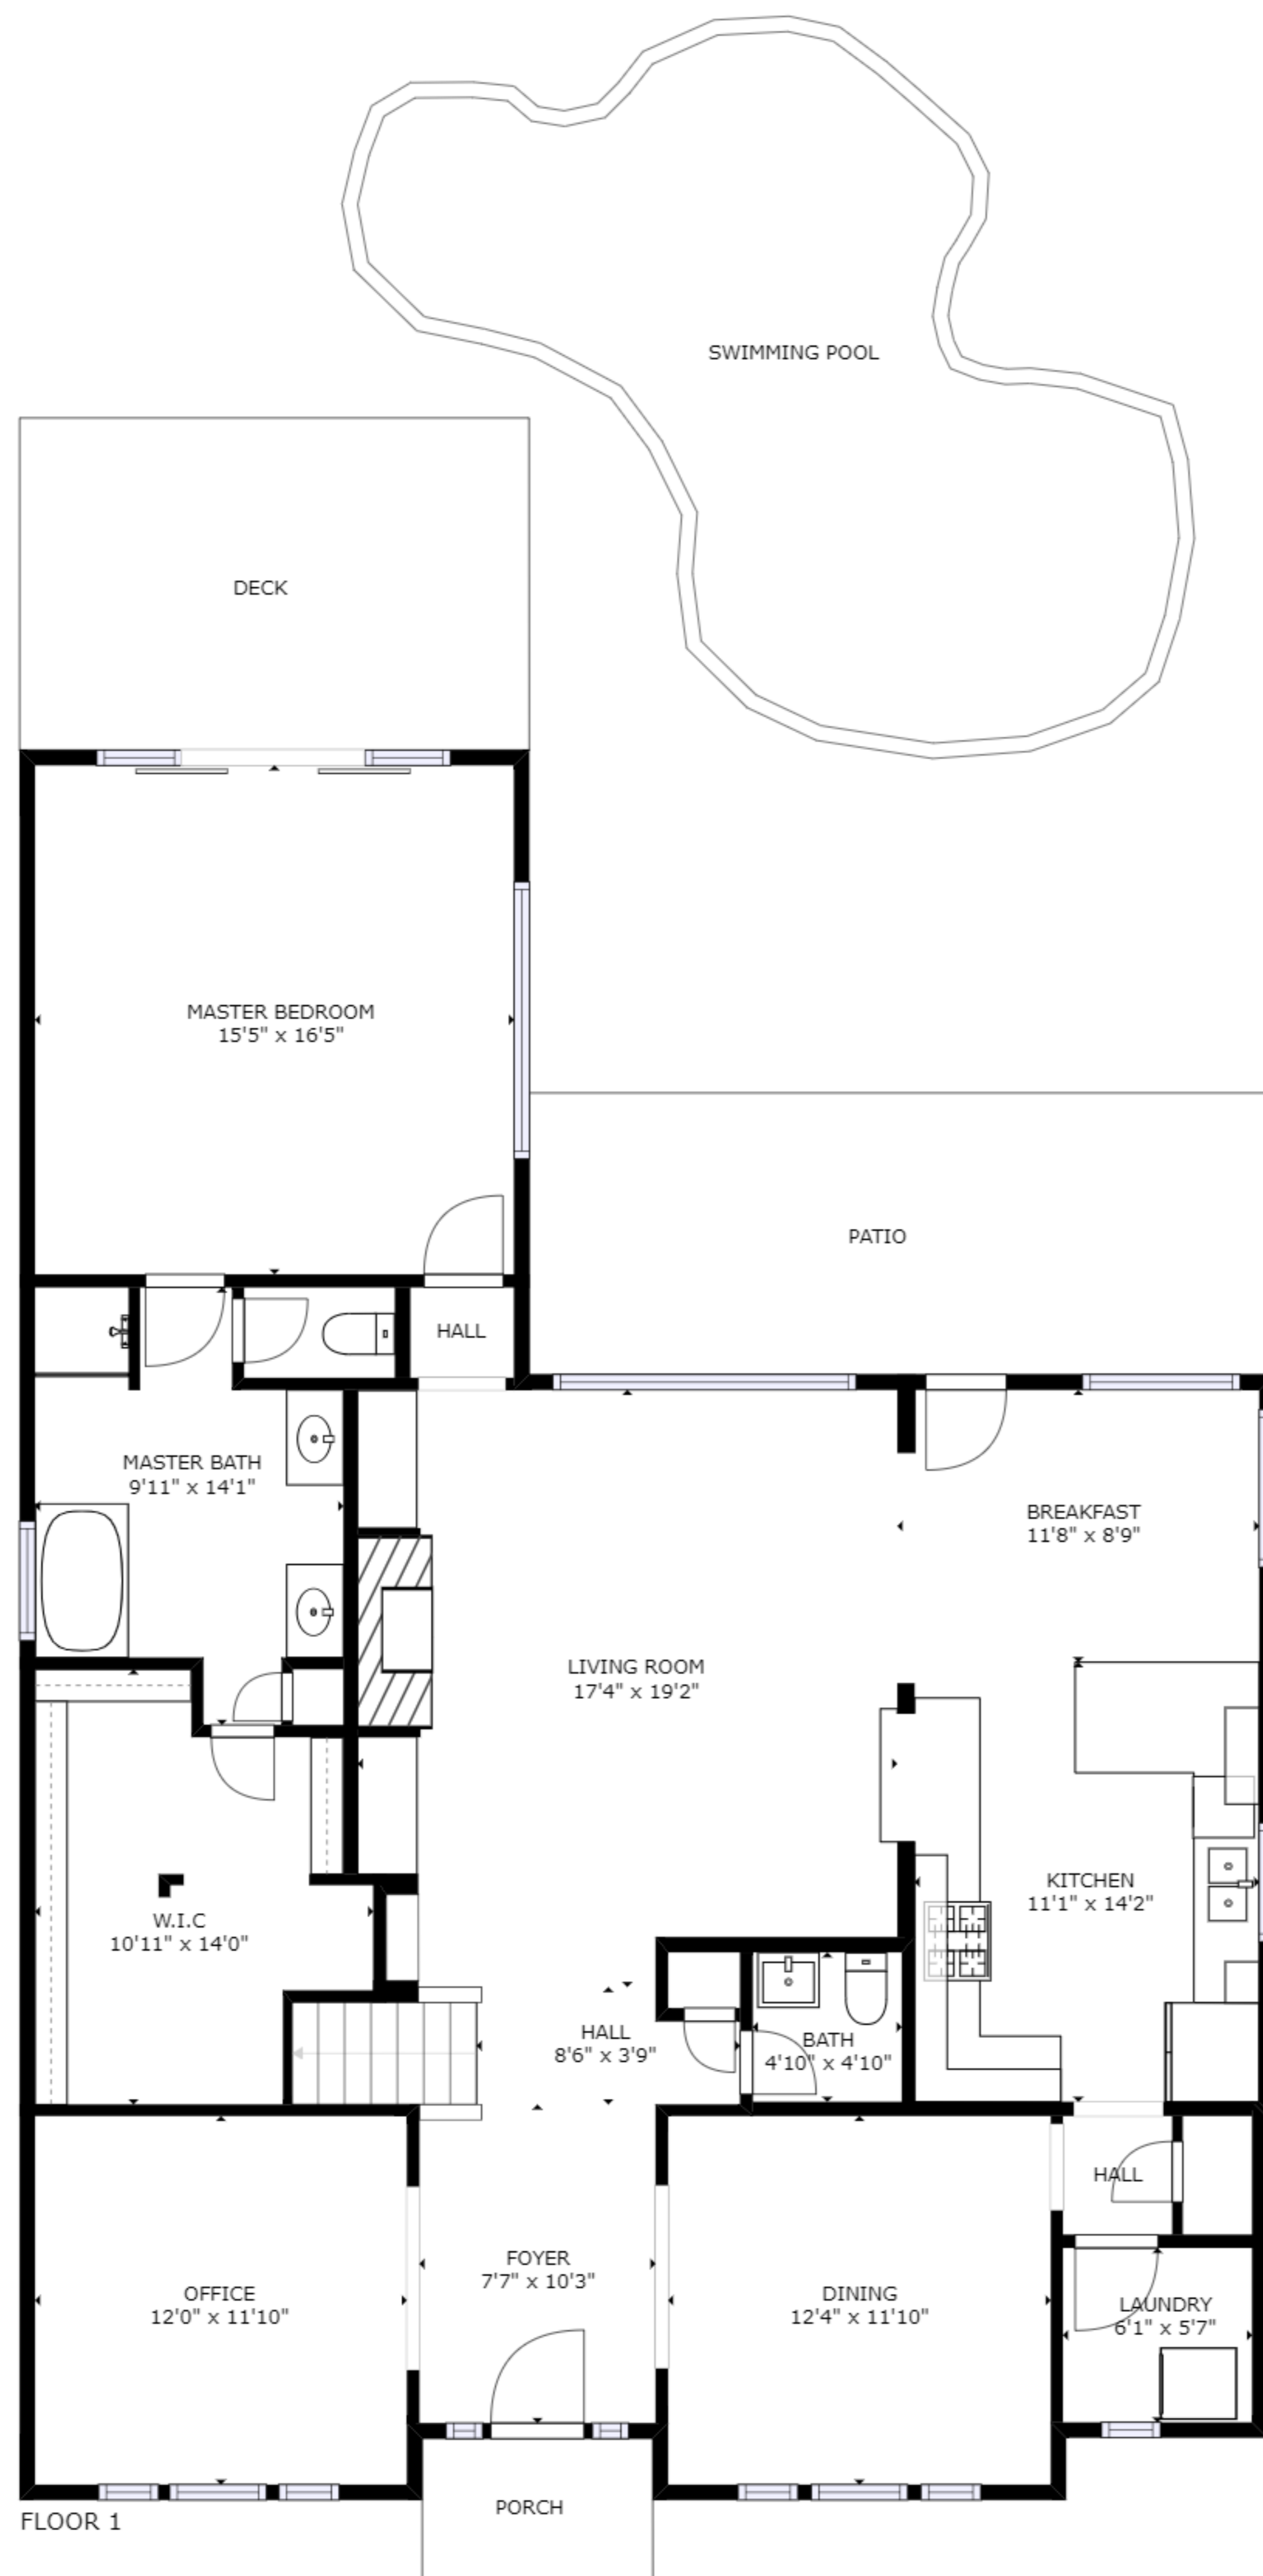 SWIMMING POOL
DECK
MASTER BEDROOM
15'5" x 16'5"
PATIO
HALL
MASTER BATH
9'11" x 14'1"
BREAKFAST
11'8" x 8'9"
LIVING ROOM
17'4" x 19'2"
KITCHEN
11'1" x 14'2"
W.I.C
10'11" x 14'0"
HALL
8'6" x 3'9"
BATH
4'10" x 4'10"
HALL
FOYER
7'7" x 10'3"
OFFICE
12'0" x 11'10"
DINING
12'4" x 11'10"
LAUNDRY
6'1" x 5'7"
PORCH
FLOOR 1